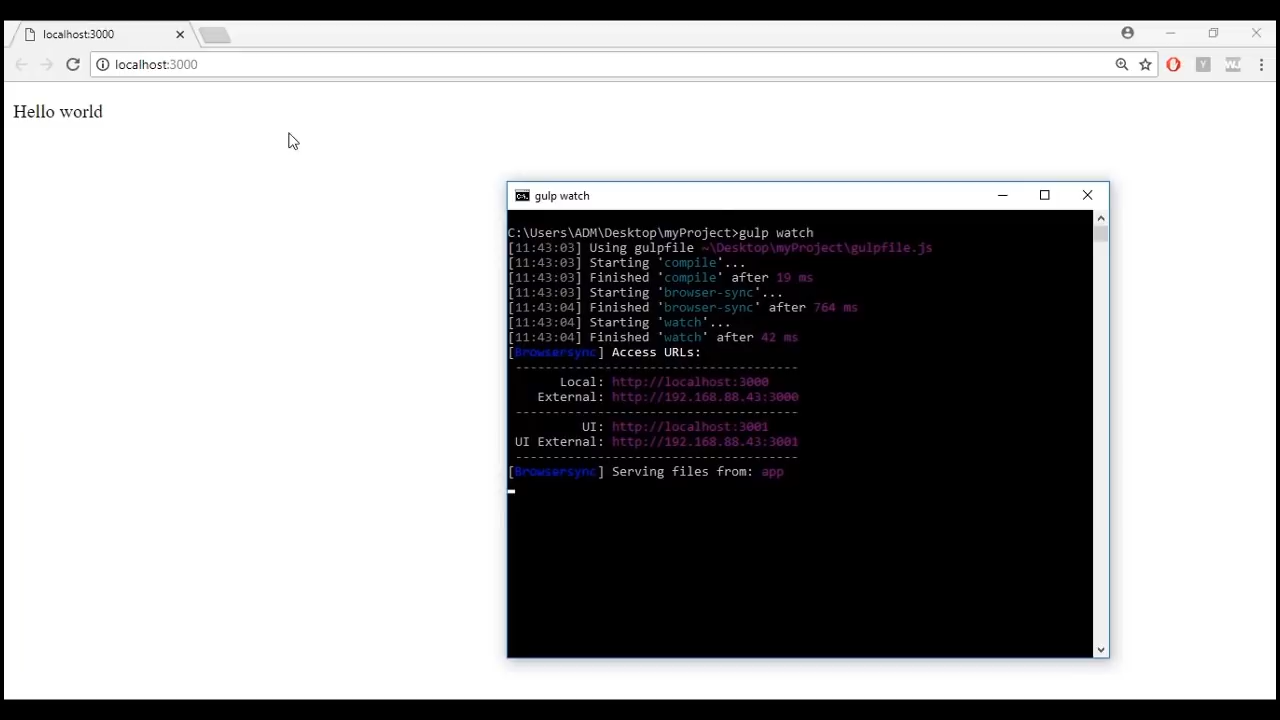 localhost:3000
localhost:3000
Hello world
gulp watch
C:\Users\ADM\Desktop\myProject>gulp watch
[11:43:03] Using gulpfile ~\Desktop\myProject\gulpfile.js
[11:43:03] Starting 'compile'...
[11:43:03] Finished 'compile' after 19 ms
[11:43:03] Starting 'browser-sync'...
[11:43:04] Finished 'browser-sync' after 764 ms
[11:43:04] Starting 'watch'...
[11:43:04] Finished 'watch' after 42 ms
[Browsersync] Access URLs:
--------------------------------------
Local: http://localhost:3000
External: http://192.168.88.43:3000
--------------------------------------
UI: http://localhost:3001
UI External: http://192.168.88.43:3001
--------------------------------------
[Browsersync] Serving files from: app